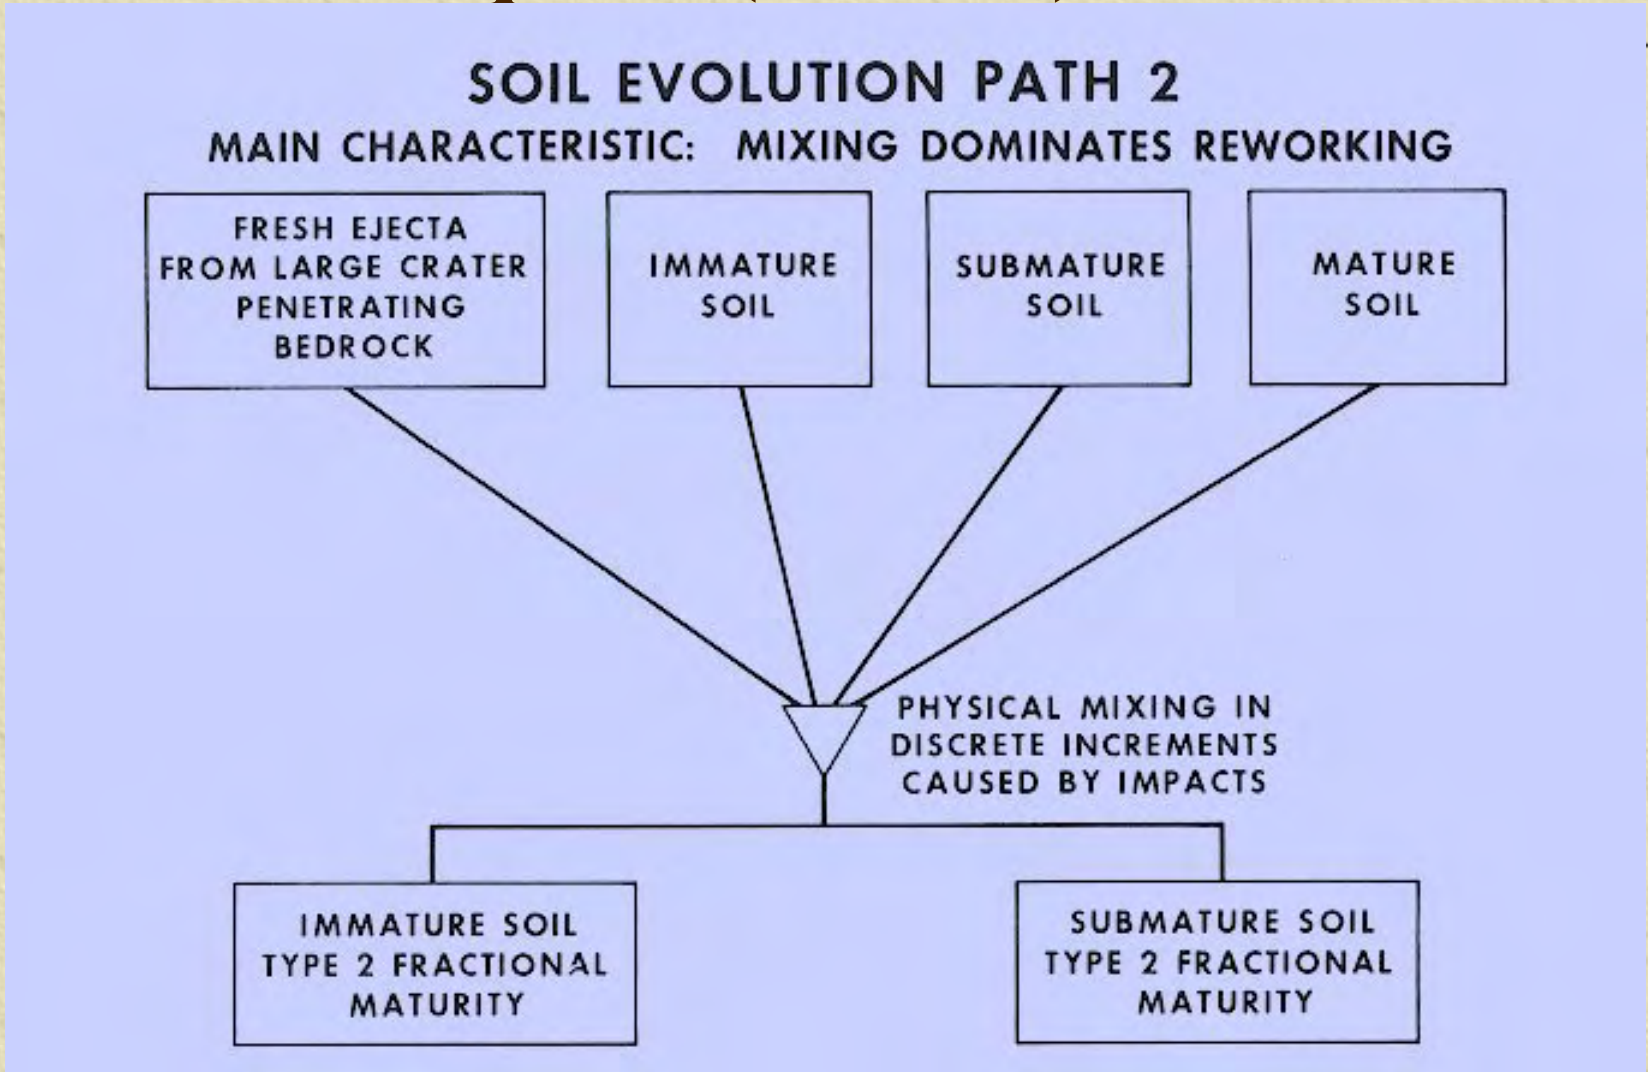 SOIL EVOLUTION PATH 2
MAIN CHARACTERISTIC: MIXING DOMINATES REWORKING
FRESH EJECTA
FROM LARGE CRATER
PENETRATING
BEDROCK
IMMATURE
SOIL
SUBMATURE
SOIL
MATURE
SOIL
PHYSICAL MIXING IN
DISCRETE INCREMENTS
CAUSED BY IMPACTS
IMMATURE SOIL
TYPE 2 FRACTIONAL
MATURITY
SUBMATURE SOIL
TYPE 2 FRACTIONAL
MATURITY